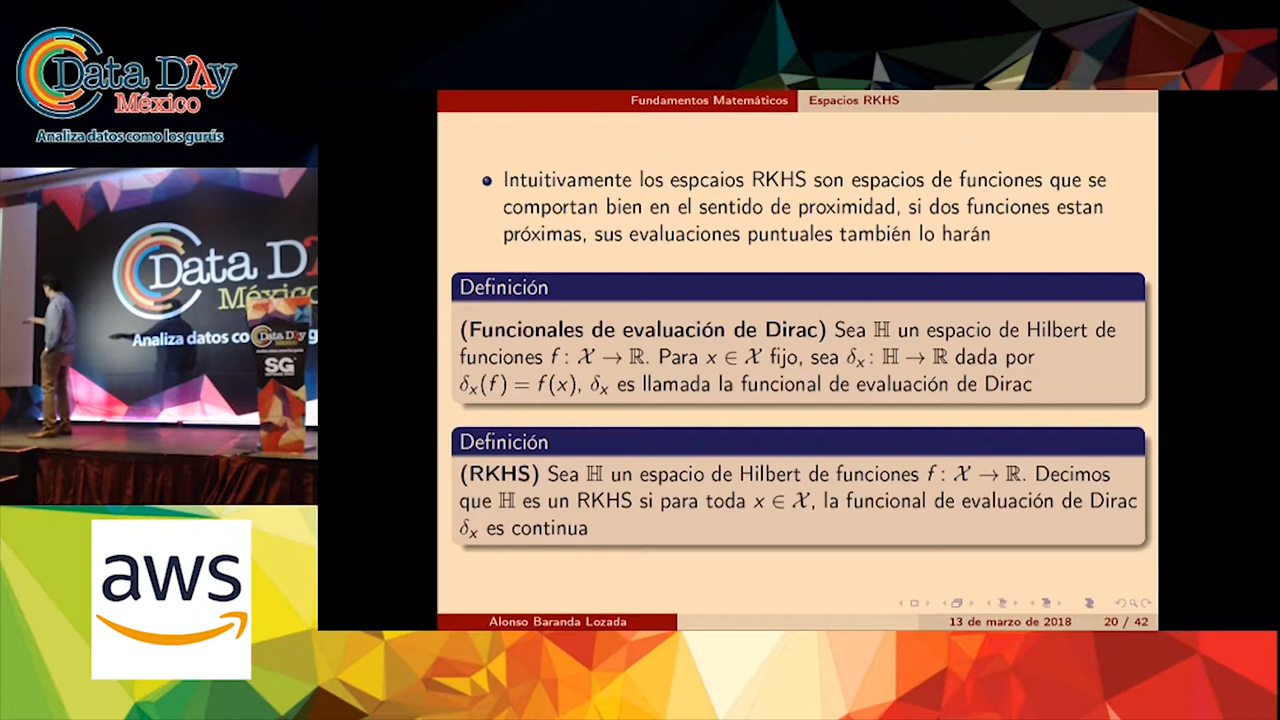 Data Day
México
Analiza datos como los gurús
Data D
México
Analiza datos co
Data Day
México
SG
aws
Fundamentos Matemáticos
Espacios RKHS
Intuitivamente los espcaios RKHS son espacios de funciones que se
comportan bien en el sentido de proximidad, si dos funciones estan
próximas, sus evaluaciones puntuales también lo harán
Definición
(Funcionales de evaluación de Dirac) Sea ℍ un espacio de Hilbert de
funciones f : 𝒳 → ℝ. Para x ∈ 𝒳 fijo, sea δₓ : ℍ → ℝ dada por
δₓ(f) = f(x), δₓ es llamada la funcional de evaluación de Dirac
Definición
(RKHS) Sea ℍ un espacio de Hilbert de funciones f : 𝒳 → ℝ. Decimos
que ℍ es un RKHS si para toda x ∈ 𝒳, la funcional de evaluación de Dirac
δₓ es continua
Alonso Baranda Lozada
13 de marzo de 2018
20 / 42